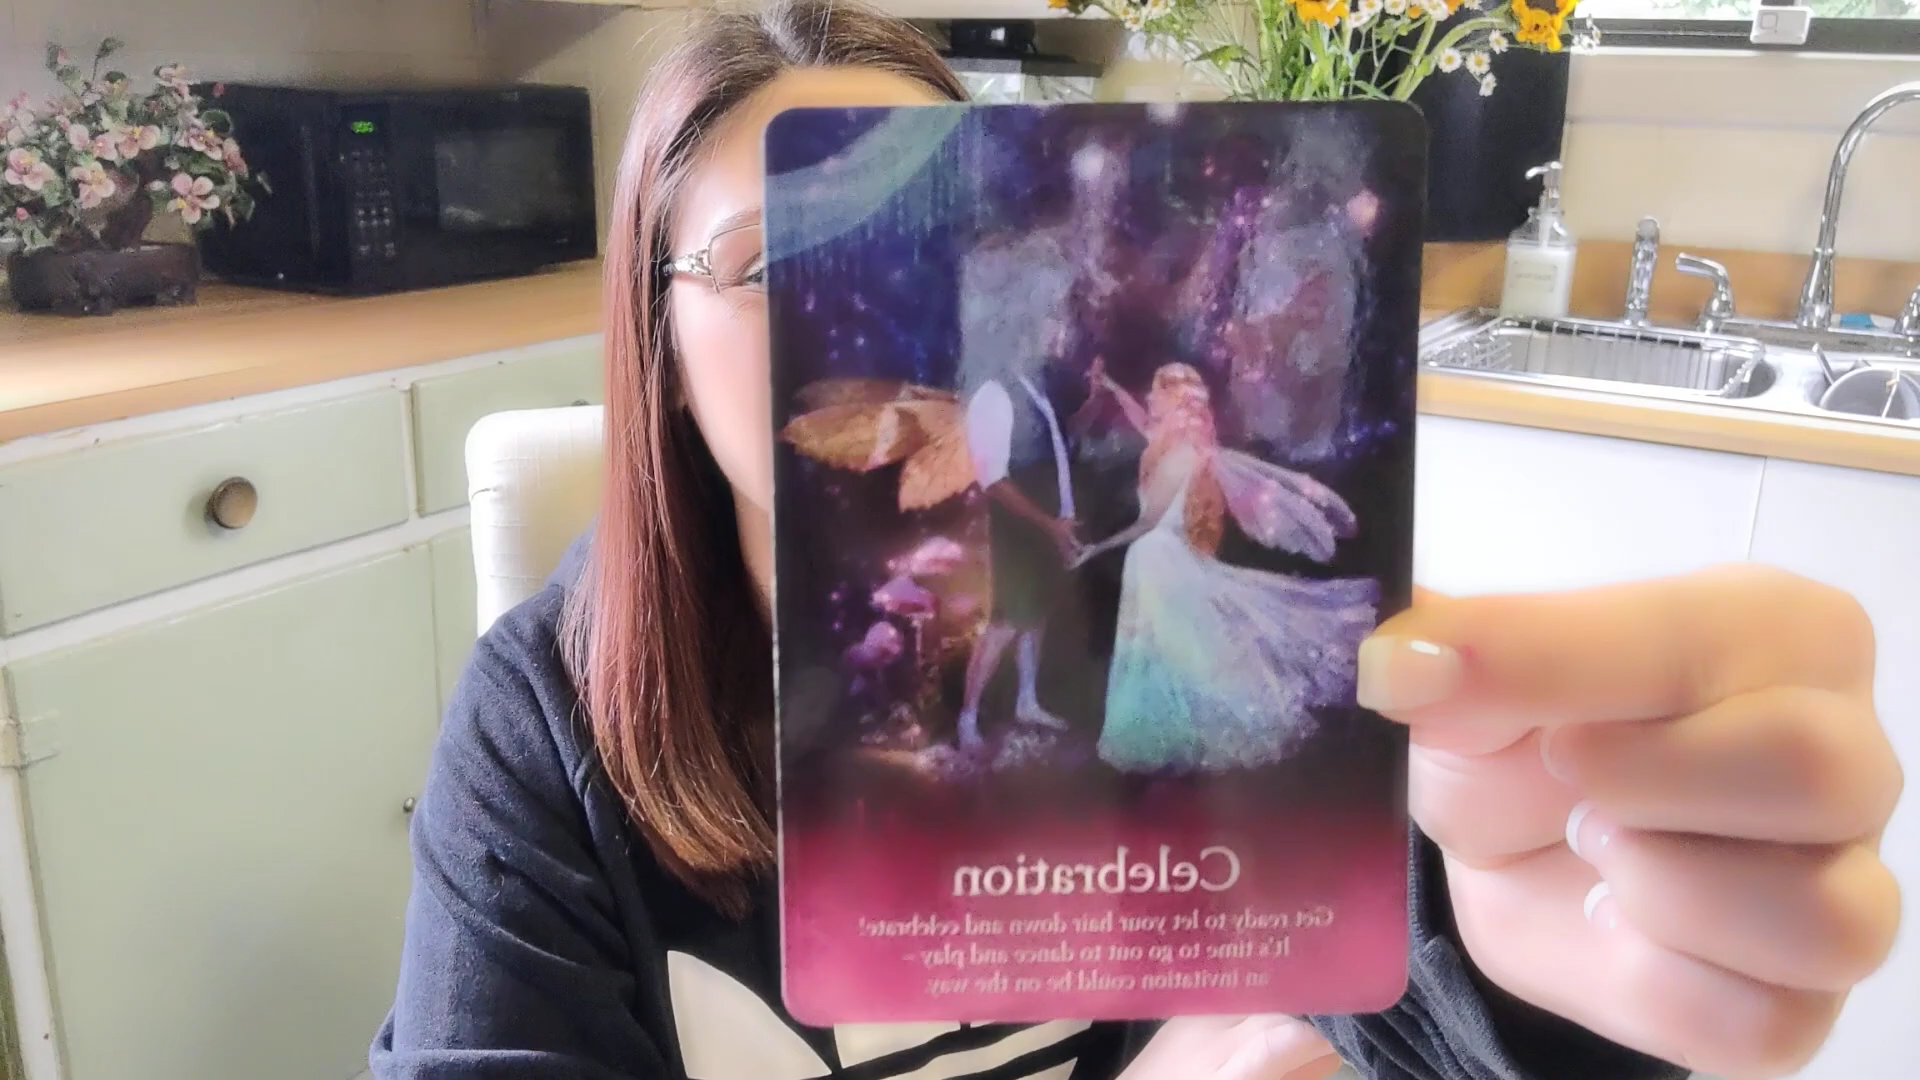 Celebration
Get ready to let your hair down and celebrate!
It's time to go out to dance and play –
an invitation could be on the way.